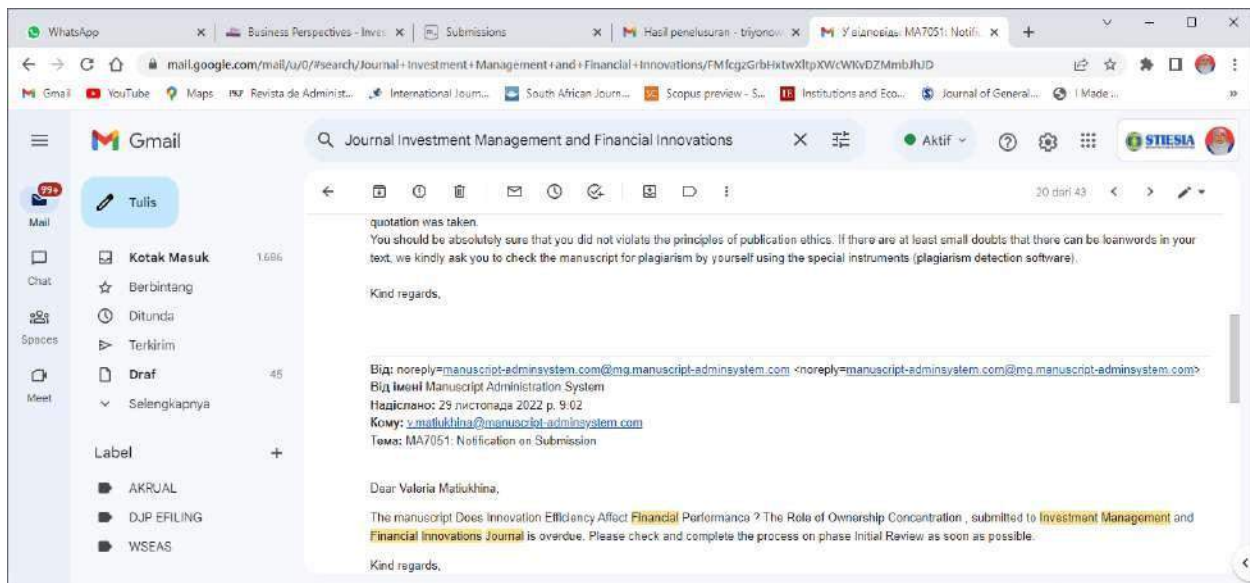 WhatsApp
Business Perspectives - Inves
Submissions
Hasil penelusuran - triyonow
У відповідь: MA7051: Notifi
mail.google.com/mail/u/0/#search/Journal+Investment+Management+and+Financial+Innovations/
Gmail
YouTube
Maps
Revista de Administ...
International Journ...
South African Journ...
Scopus preview - S...
Institutions and Eco...
Journal of General...
I Made ...
Gmail
Journal Investment Management and Financial Innovations
Aktif
STIESIA
99+
Mail
Chat
Spaces
Meet
Tulis
20 dari 43
Kotak Masuk 1.686
Berbintang
Ditunda
Terkirim
Draf 45
Selengkapnya
Label
AKRUAL
DJP EFILING
WSEAS
quotation was taken.
You should be absolutely sure that you did not violate the principles of publication ethics. If there are at least small doubts that there can be loanwords in your
text, we kindly ask you to check the manuscript for plagiarism by yourself using the special instruments (plagiarism detection software).
Kind regards,
Від: noreply=manuscript-adminsystem.com@mg.manuscript-adminsystem.com <noreply=manuscript-adminsystem.com@mg.manuscript-adminsystem.com>
Від імені Manuscript Administration System
Надіслано: 29 листопада 2022 р. 9:02
Кому: v.matiukhina@manuscript-adminsystem.com
Тема: MA7051: Notification on Submission
Dear Valeria Matiukhina,
The manuscript Does Innovation Efficiency Affect Financial Performance ? The Role of Ownership Concentration , submitted to Investment Management and
Financial Innovations Journal is overdue. Please check and complete the process on phase Initial Review as soon as possible.
Kind regards,